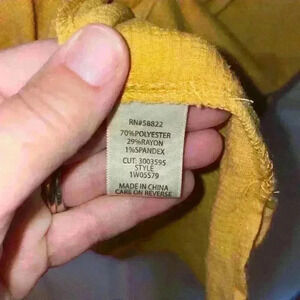 RN#58822
70%POLYESTER
29%RAYON
1%SPANDEX
CUT: 3003595
STYLE
1W05579
MADE IN CHINA
CARE ON REVERSE